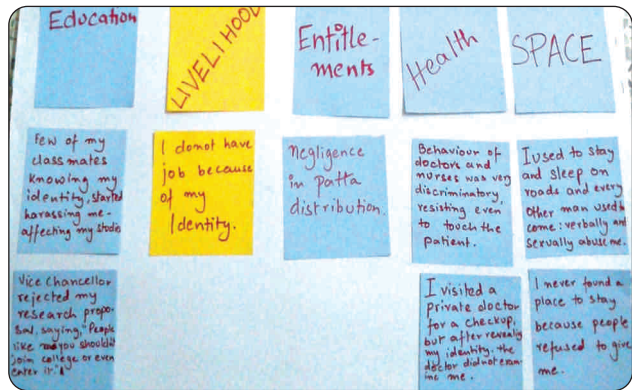 Education
LIVELIHOOD
Entitle-
ments
Health
SPACE
Few of my
class mates
knowing my
identity, started
harassing me-
affecting my studies
I donot have
job because
of my
Identity.
Negligence
in Patta
distribution.
Behaviour of
doctors and
nurses was very
discriminatory,
resisting even
to touch the
patient.
I used to stay
and sleep on
roads and every
other man used to
come: verbally and
sexually abuse me.
Vice Chancellor
rejected my
research propo-
sal, saying, "People
like you shouldn't
join college or even
enter it."
I visited a
private doctor
for a checkup,
but after revealing
my identity. the
doctor did not exam-
ine me.
I never found a
place to stay
because people
refused to give
me.